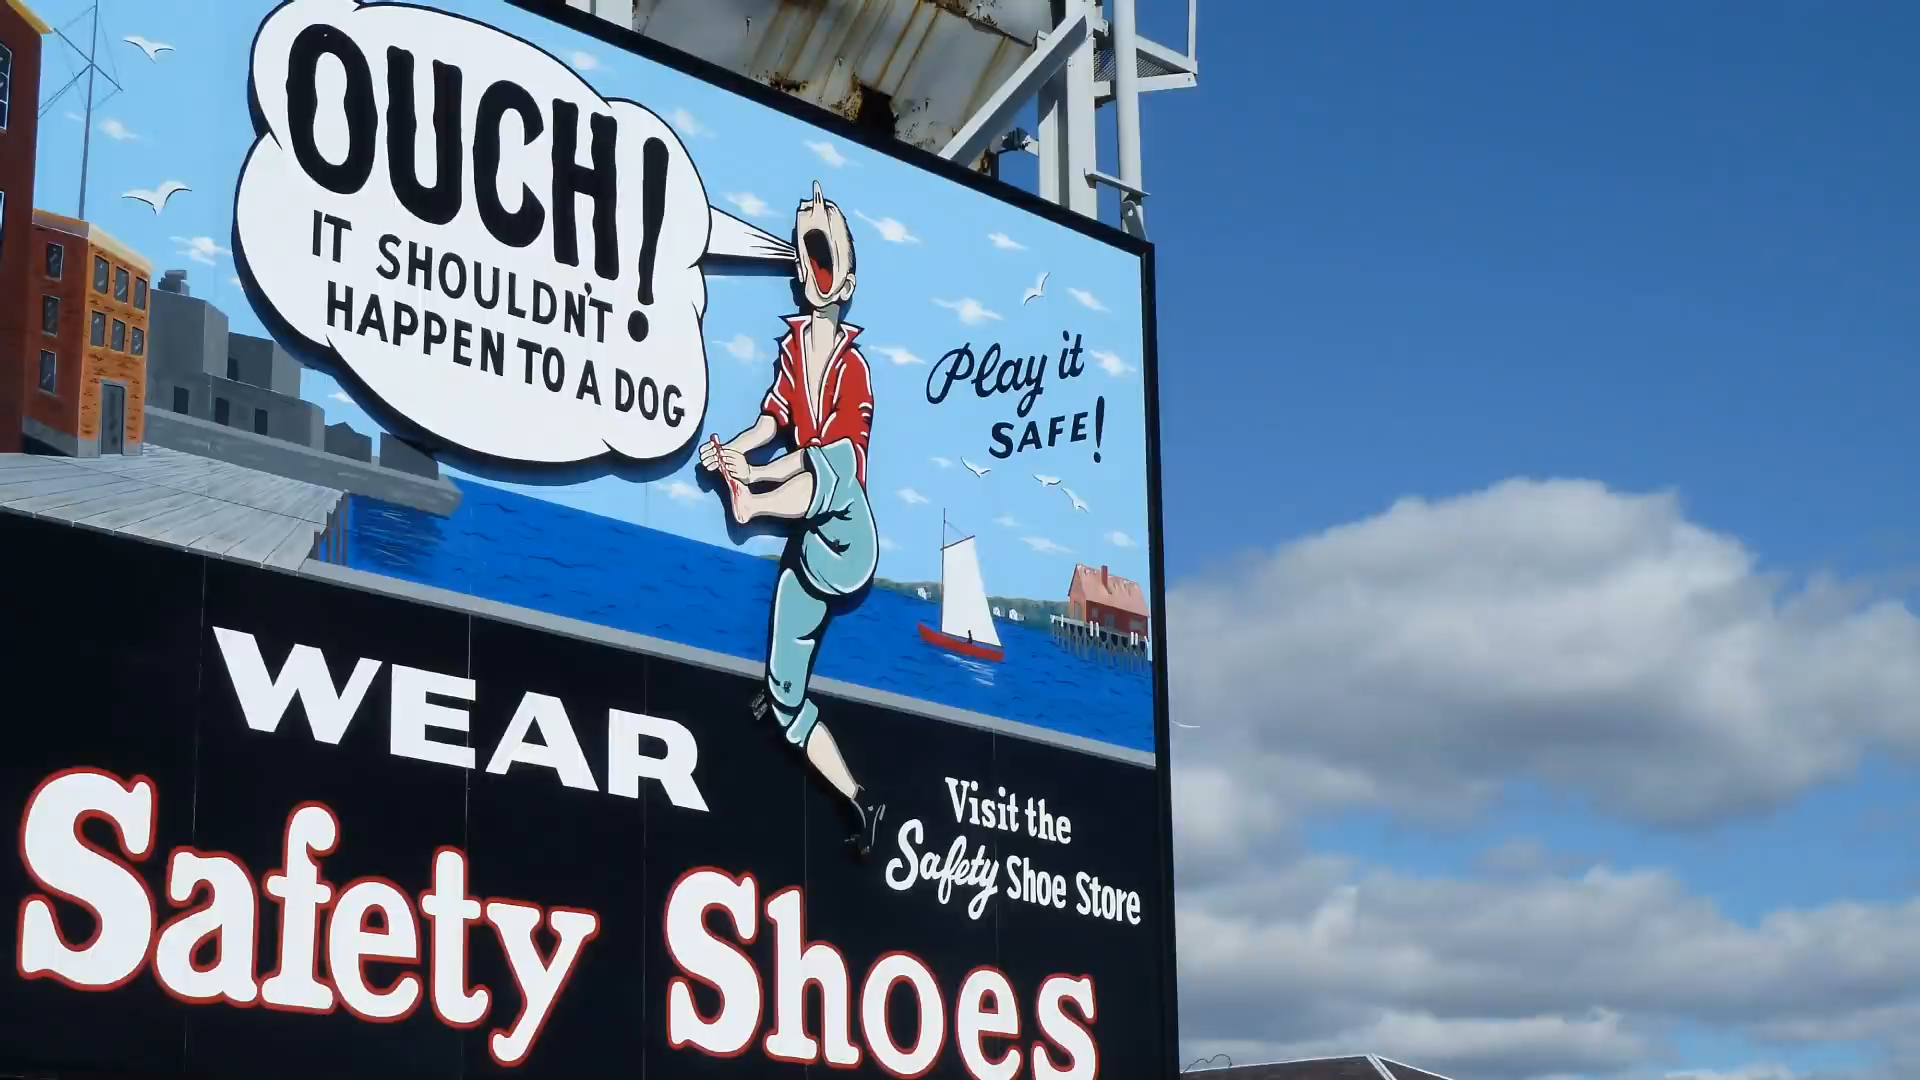 OUCH!
IT SHOULDN'T
HAPPEN TO A DOG
Play it
SAFE!
WEAR
Safety Shoes
Visit the
Safety Shoe Store